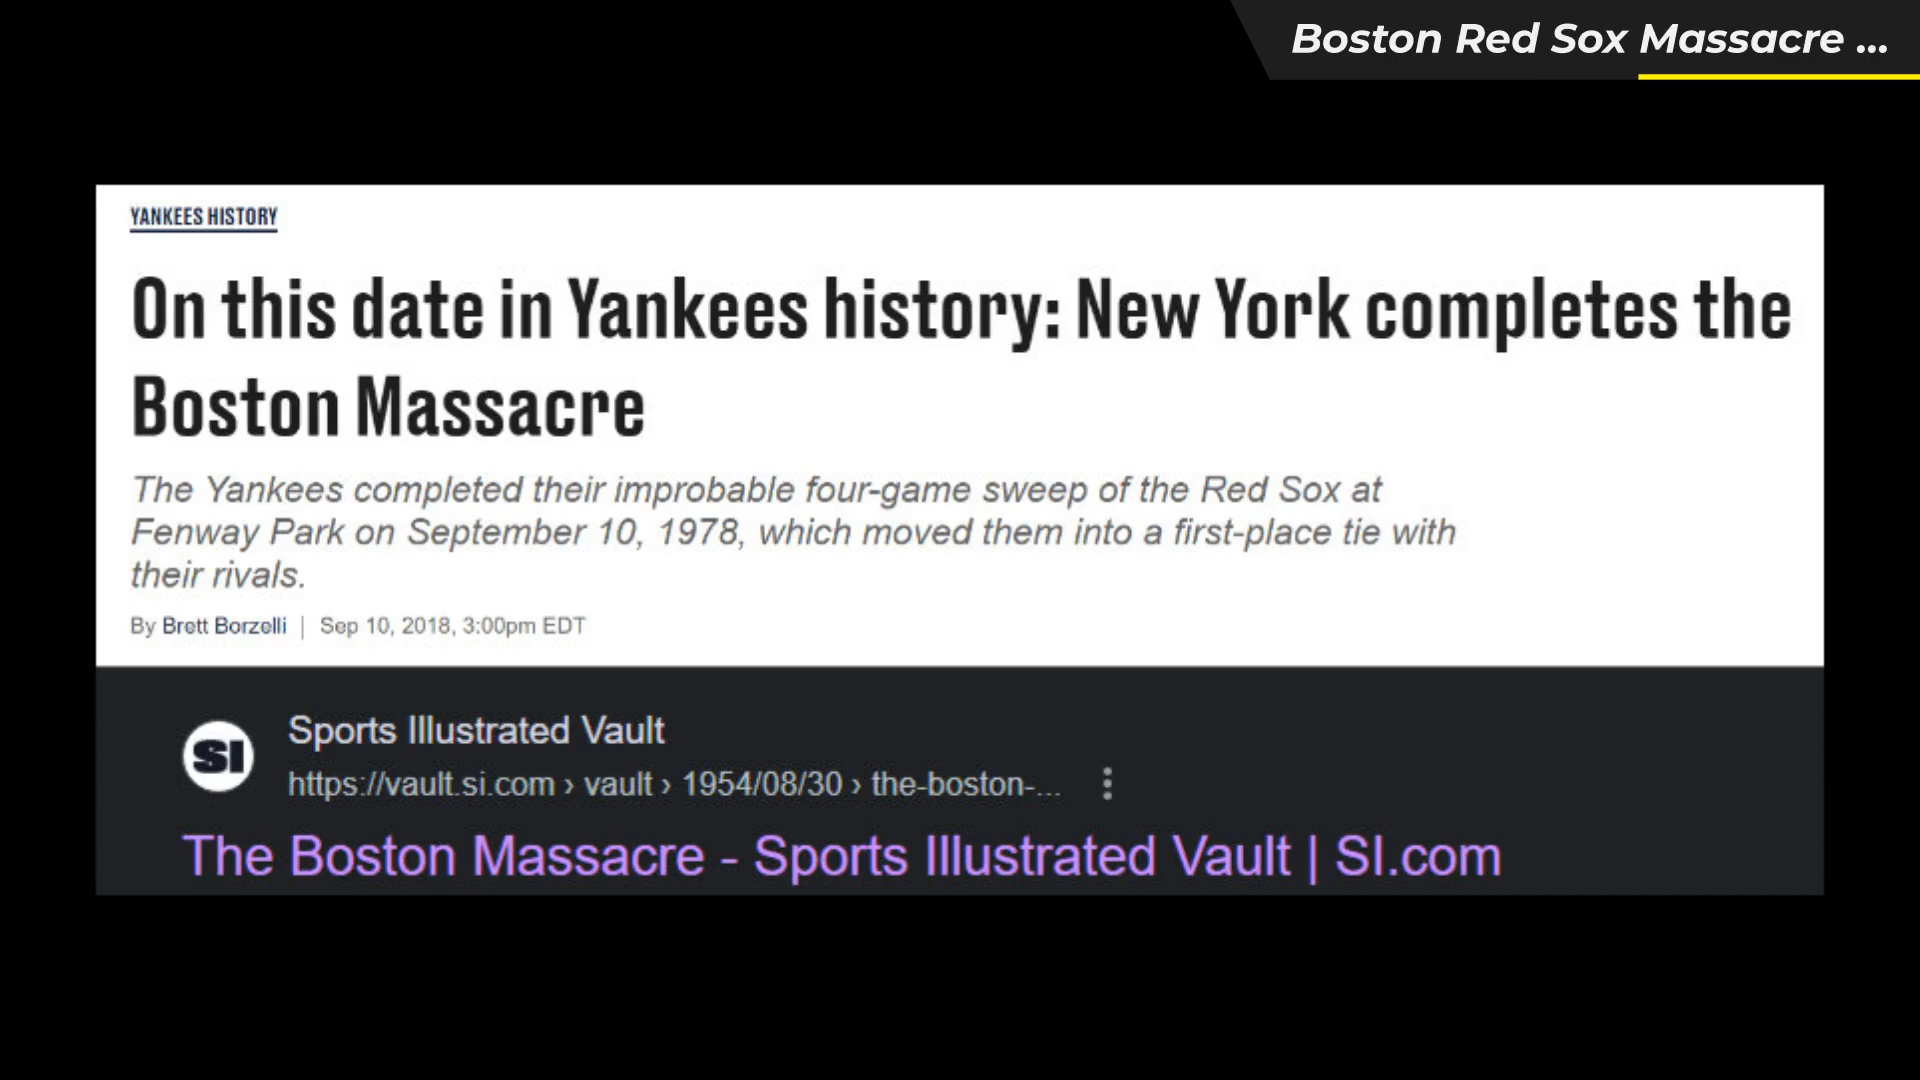 Boston Red Sox Massacre ...
YANKEES HISTORY
On this date in Yankees history: New York completes the
Boston Massacre
The Yankees completed their improbable four-game sweep of the Red Sox at
Fenway Park on September 10, 1978, which moved them into a first-place tie with
their rivals.
By Brett Borzelli | Sep 10, 2018, 3:00pm EDT
SI
Sports Illustrated Vault
https://vault.si.com › vault › 1954/08/30 › the-boston-...
The Boston Massacre - Sports Illustrated Vault | SI.com